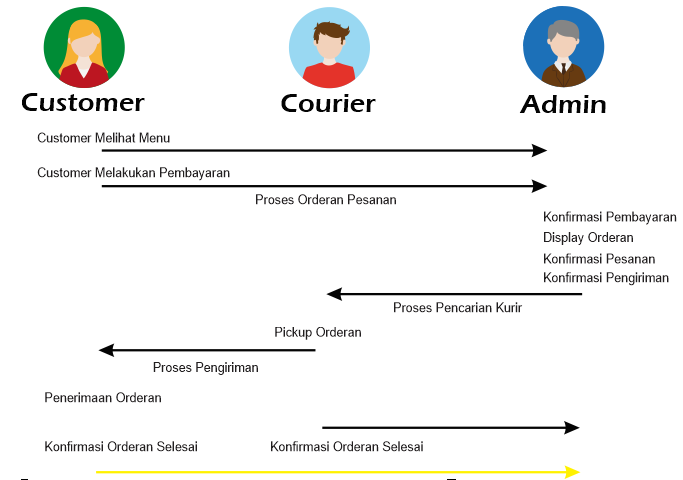 Customer
Courier
Admin
Customer Melihat Menu
Customer Melakukan Pembayaran
Proses Orderan Pesanan
Konfirmasi Pembayaran
Display Orderan
Konfirmasi Pesanan
Konfirmasi Pengiriman
Proses Pencarian Kurir
Pickup Orderan
Proses Pengiriman
Penerimaan Orderan
Konfirmasi Orderan Selesai
Konfirmasi Orderan Selesai